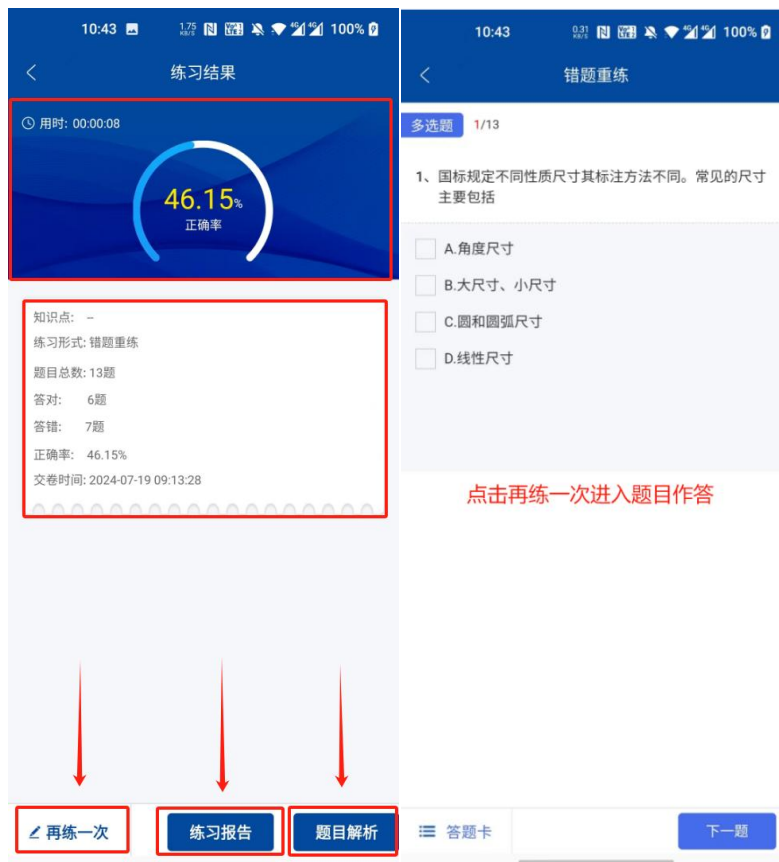 10:43 1.75 KB/S 4G 4G 100%
练习结果
用时: 00:00:08
46.15%
正确率
知识点: --
练习形式: 错题重练
题目总数: 13题
答对: 6题
答错: 7题
正确率: 46.15%
交卷时间: 2024-07-19 09:13:28
再练一次
练习报告
题目解析
10:43 0.31 KB/S 4G 4G 100%
错题重练
多选题 1/13
1、国标规定不同性质尺寸其标注方法不同。常见的尺寸
主要包括
A.角度尺寸
B.大尺寸、小尺寸
C.圆和圆弧尺寸
D.线性尺寸
点击再练一次进入题目作答
答题卡
下一题